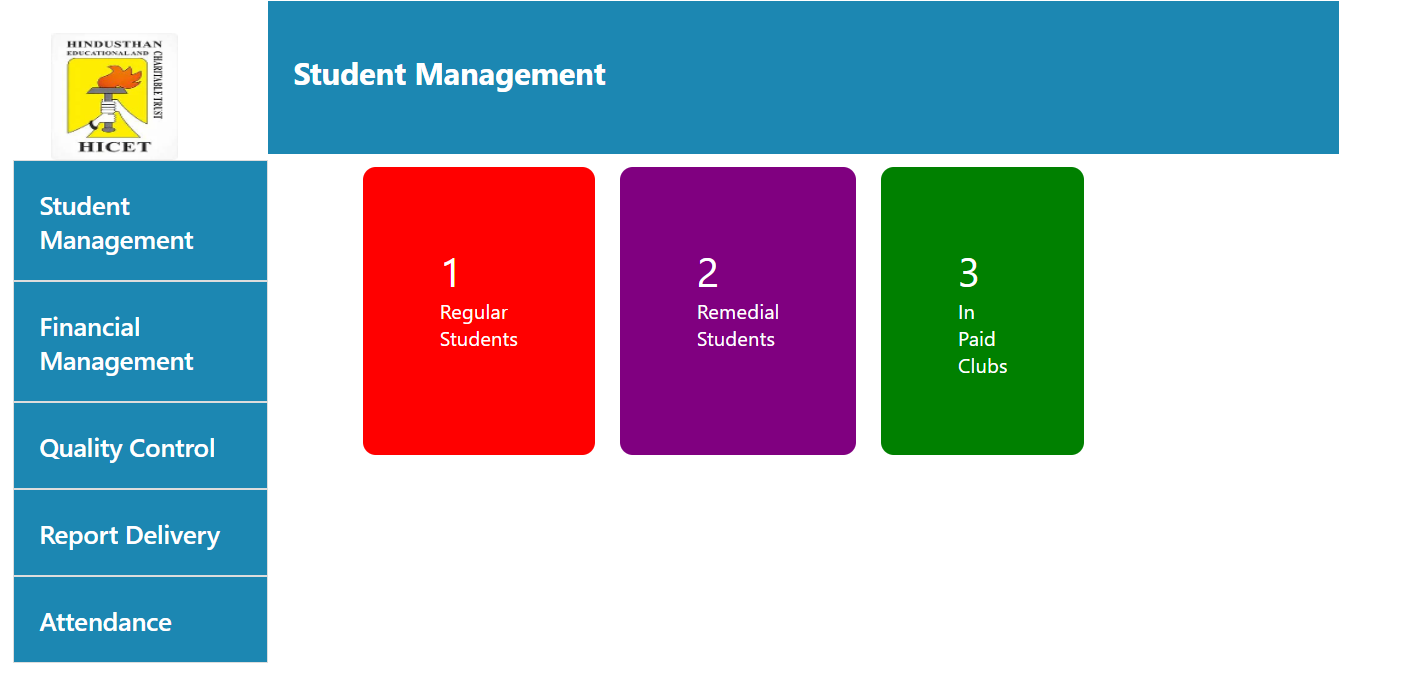 HINDUSTHAN
EDUCATIONAL AND
CHARITABLE TRUST
HICET
Student Management
Student
Management
Financial
Management
Quality Control
Report Delivery
Attendance
1
Regular
Students
2
Remedial
Students
3
In
Paid
Clubs